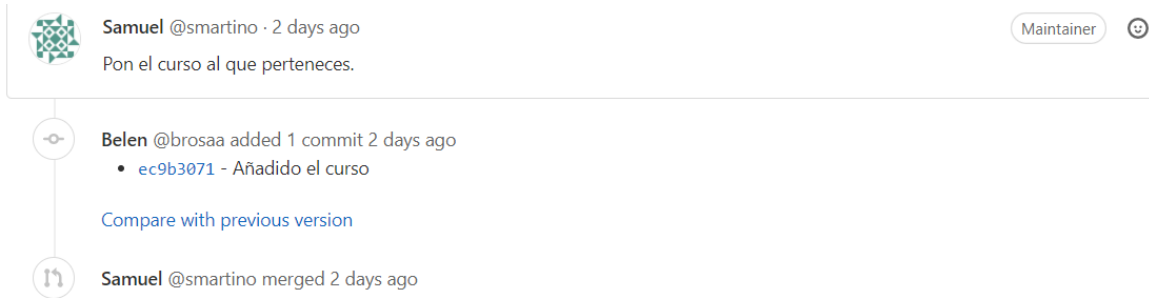 Samuel @smartino · 2 days ago Maintainer
Pon el curso al que perteneces.
Belen @brosaa added 1 commit 2 days ago
• ec9b3071 - Añadido el curso
Compare with previous version
Samuel @smartino merged 2 days ago